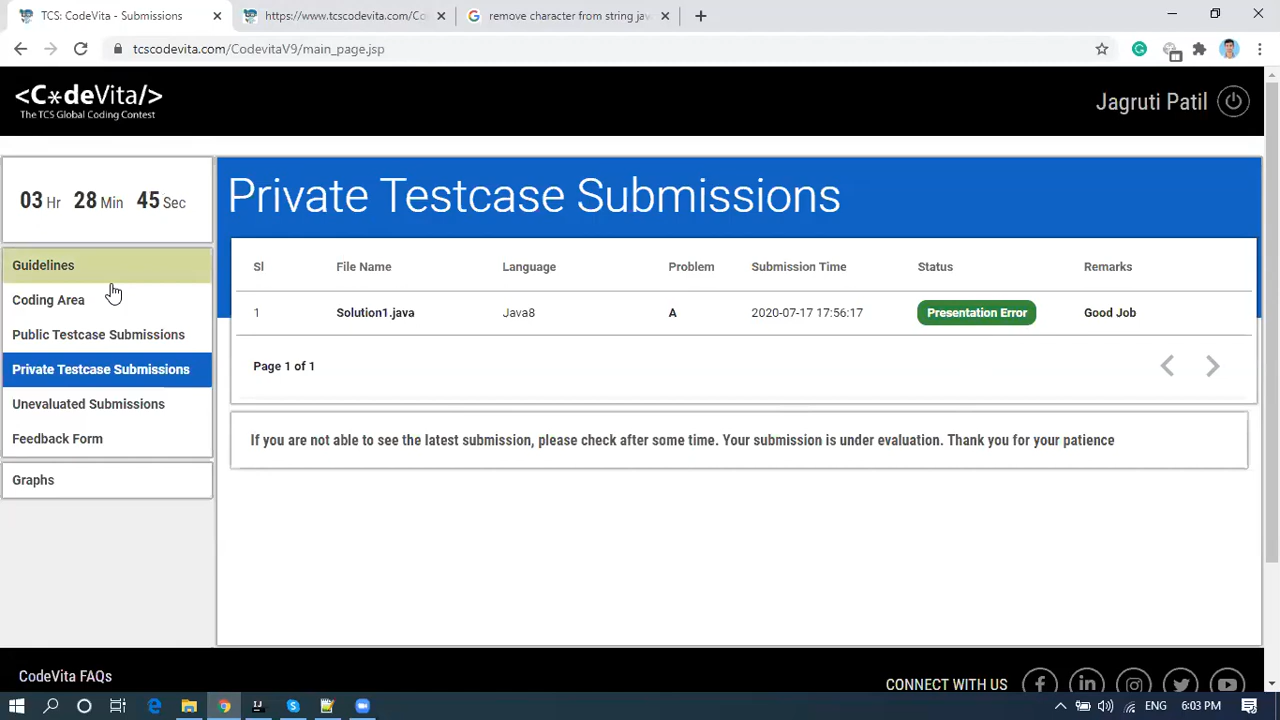 TCS: CodeVita - Submissions
https://www.tcscodevita.com/Co
remove character from string jav
tcscodevita.com/CodevitaV9/main_page.jsp
<C*deVita/>
The TCS Global Coding Contest
Jagruti Patil
03 Hr 28 Min 45 Sec
Private Testcase Submissions
Guidelines
Coding Area
Public Testcase Submissions
Private Testcase Submissions
Unevaluated Submissions
Feedback Form
Graphs
Sl File Name Language Problem Submission Time Status Remarks
1 Solution1.java Java8 A 2020-07-17 17:56:17 Presentation Error Good Job
Page 1 of 1
If you are not able to see the latest submission, please check after some time. Your submission is under evaluation. Thank you for your patience
CodeVita FAQs
CONNECT WITH US
ENG 6:03 PM